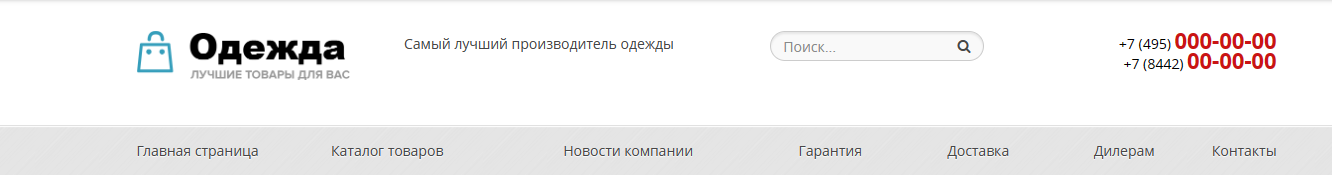 Одежда
ЛУЧШИЕ ТОВАРЫ ДЛЯ ВАС
Самый лучший производитель одежды
Поиск...
+7 (495) 000-00-00
+7 (8442) 00-00-00
Главная страница Каталог товаров Новости компании Гарантия Доставка Дилерам Контакты